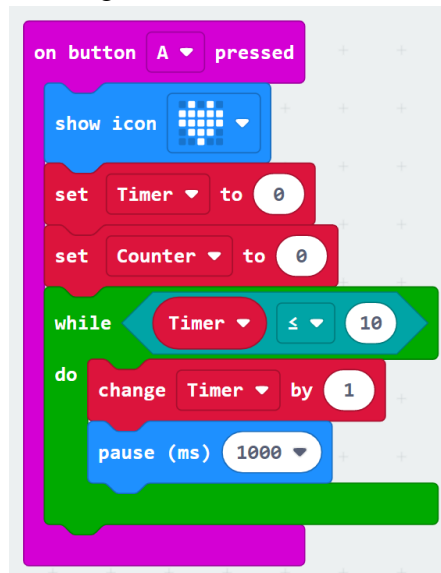 on button A pressed
show icon
set Timer to 0
set Counter to 0
while Timer ≤ 10
do
change Timer by 1
pause (ms) 1000